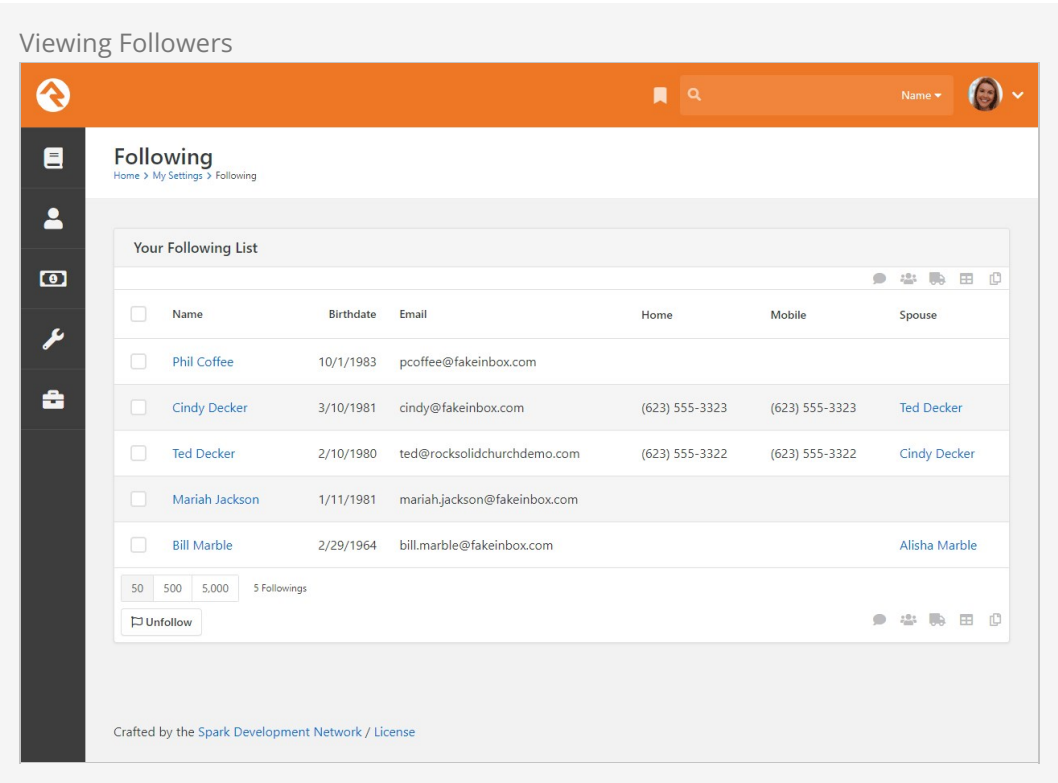 Viewing Followers
Name
Following
Home > My Settings > Following
Your Following List
Name Birthdate Email Home Mobile Spouse
Phil Coffee 10/1/1983 pcoffee@fakeinbox.com
Cindy Decker 3/10/1981 cindy@fakeinbox.com (623) 555-3323 (623) 555-3323 Ted Decker
Ted Decker 2/10/1980 ted@rocksolidchurchdemo.com (623) 555-3322 (623) 555-3322 Cindy Decker
Mariah Jackson 1/11/1981 mariah.jackson@fakeinbox.com
Bill Marble 2/29/1964 bill.marble@fakeinbox.com Alisha Marble
50 500 5,000 5 Followings
Unfollow
Crafted by the Spark Development Network / License